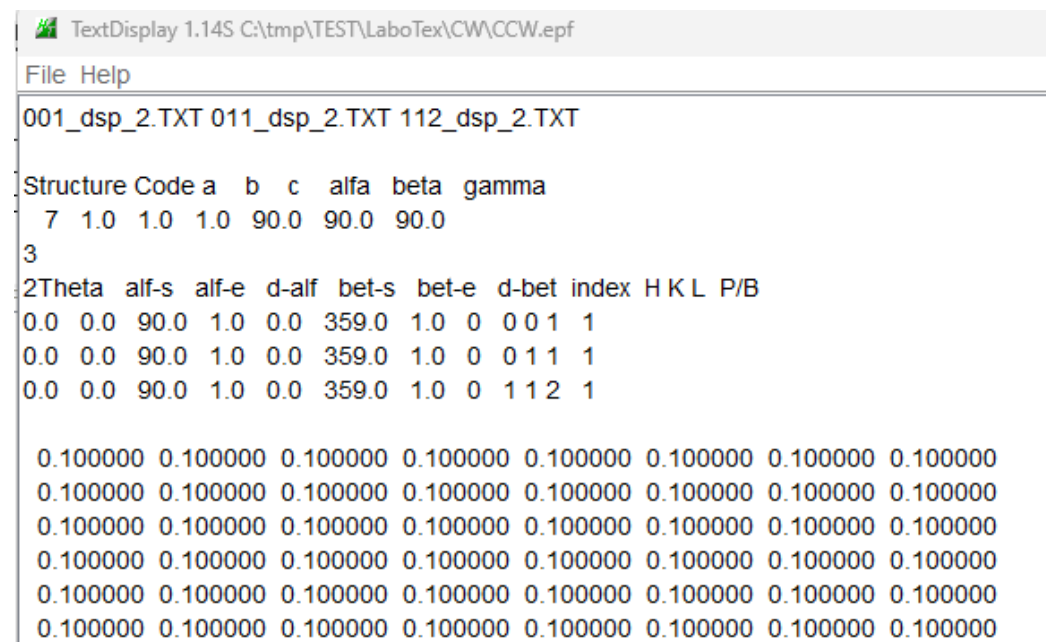 TextDisplay 1.14S C:\tmp\TEST\LaboTex\CW\CCW.epf
File Help
001_dsp_2.TXT 011_dsp_2.TXT 112_dsp_2.TXT
Structure Code a b c alfa beta gamma
7 1.0 1.0 1.0 90.0 90.0 90.0
3
2Theta alf-s alf-e d-alf bet-s bet-e d-bet index H K L P/B
0.0 0.0 90.0 1.0 0.0 359.0 1.0 0 0 0 1 1
0.0 0.0 90.0 1.0 0.0 359.0 1.0 0 0 1 1 1
0.0 0.0 90.0 1.0 0.0 359.0 1.0 0 1 1 2 1
0.100000 0.100000 0.100000 0.100000 0.100000 0.100000 0.100000 0.100000
0.100000 0.100000 0.100000 0.100000 0.100000 0.100000 0.100000 0.100000
0.100000 0.100000 0.100000 0.100000 0.100000 0.100000 0.100000 0.100000
0.100000 0.100000 0.100000 0.100000 0.100000 0.100000 0.100000 0.100000
0.100000 0.100000 0.100000 0.100000 0.100000 0.100000 0.100000 0.100000
0.100000 0.100000 0.100000 0.100000 0.100000 0.100000 0.100000 0.100000